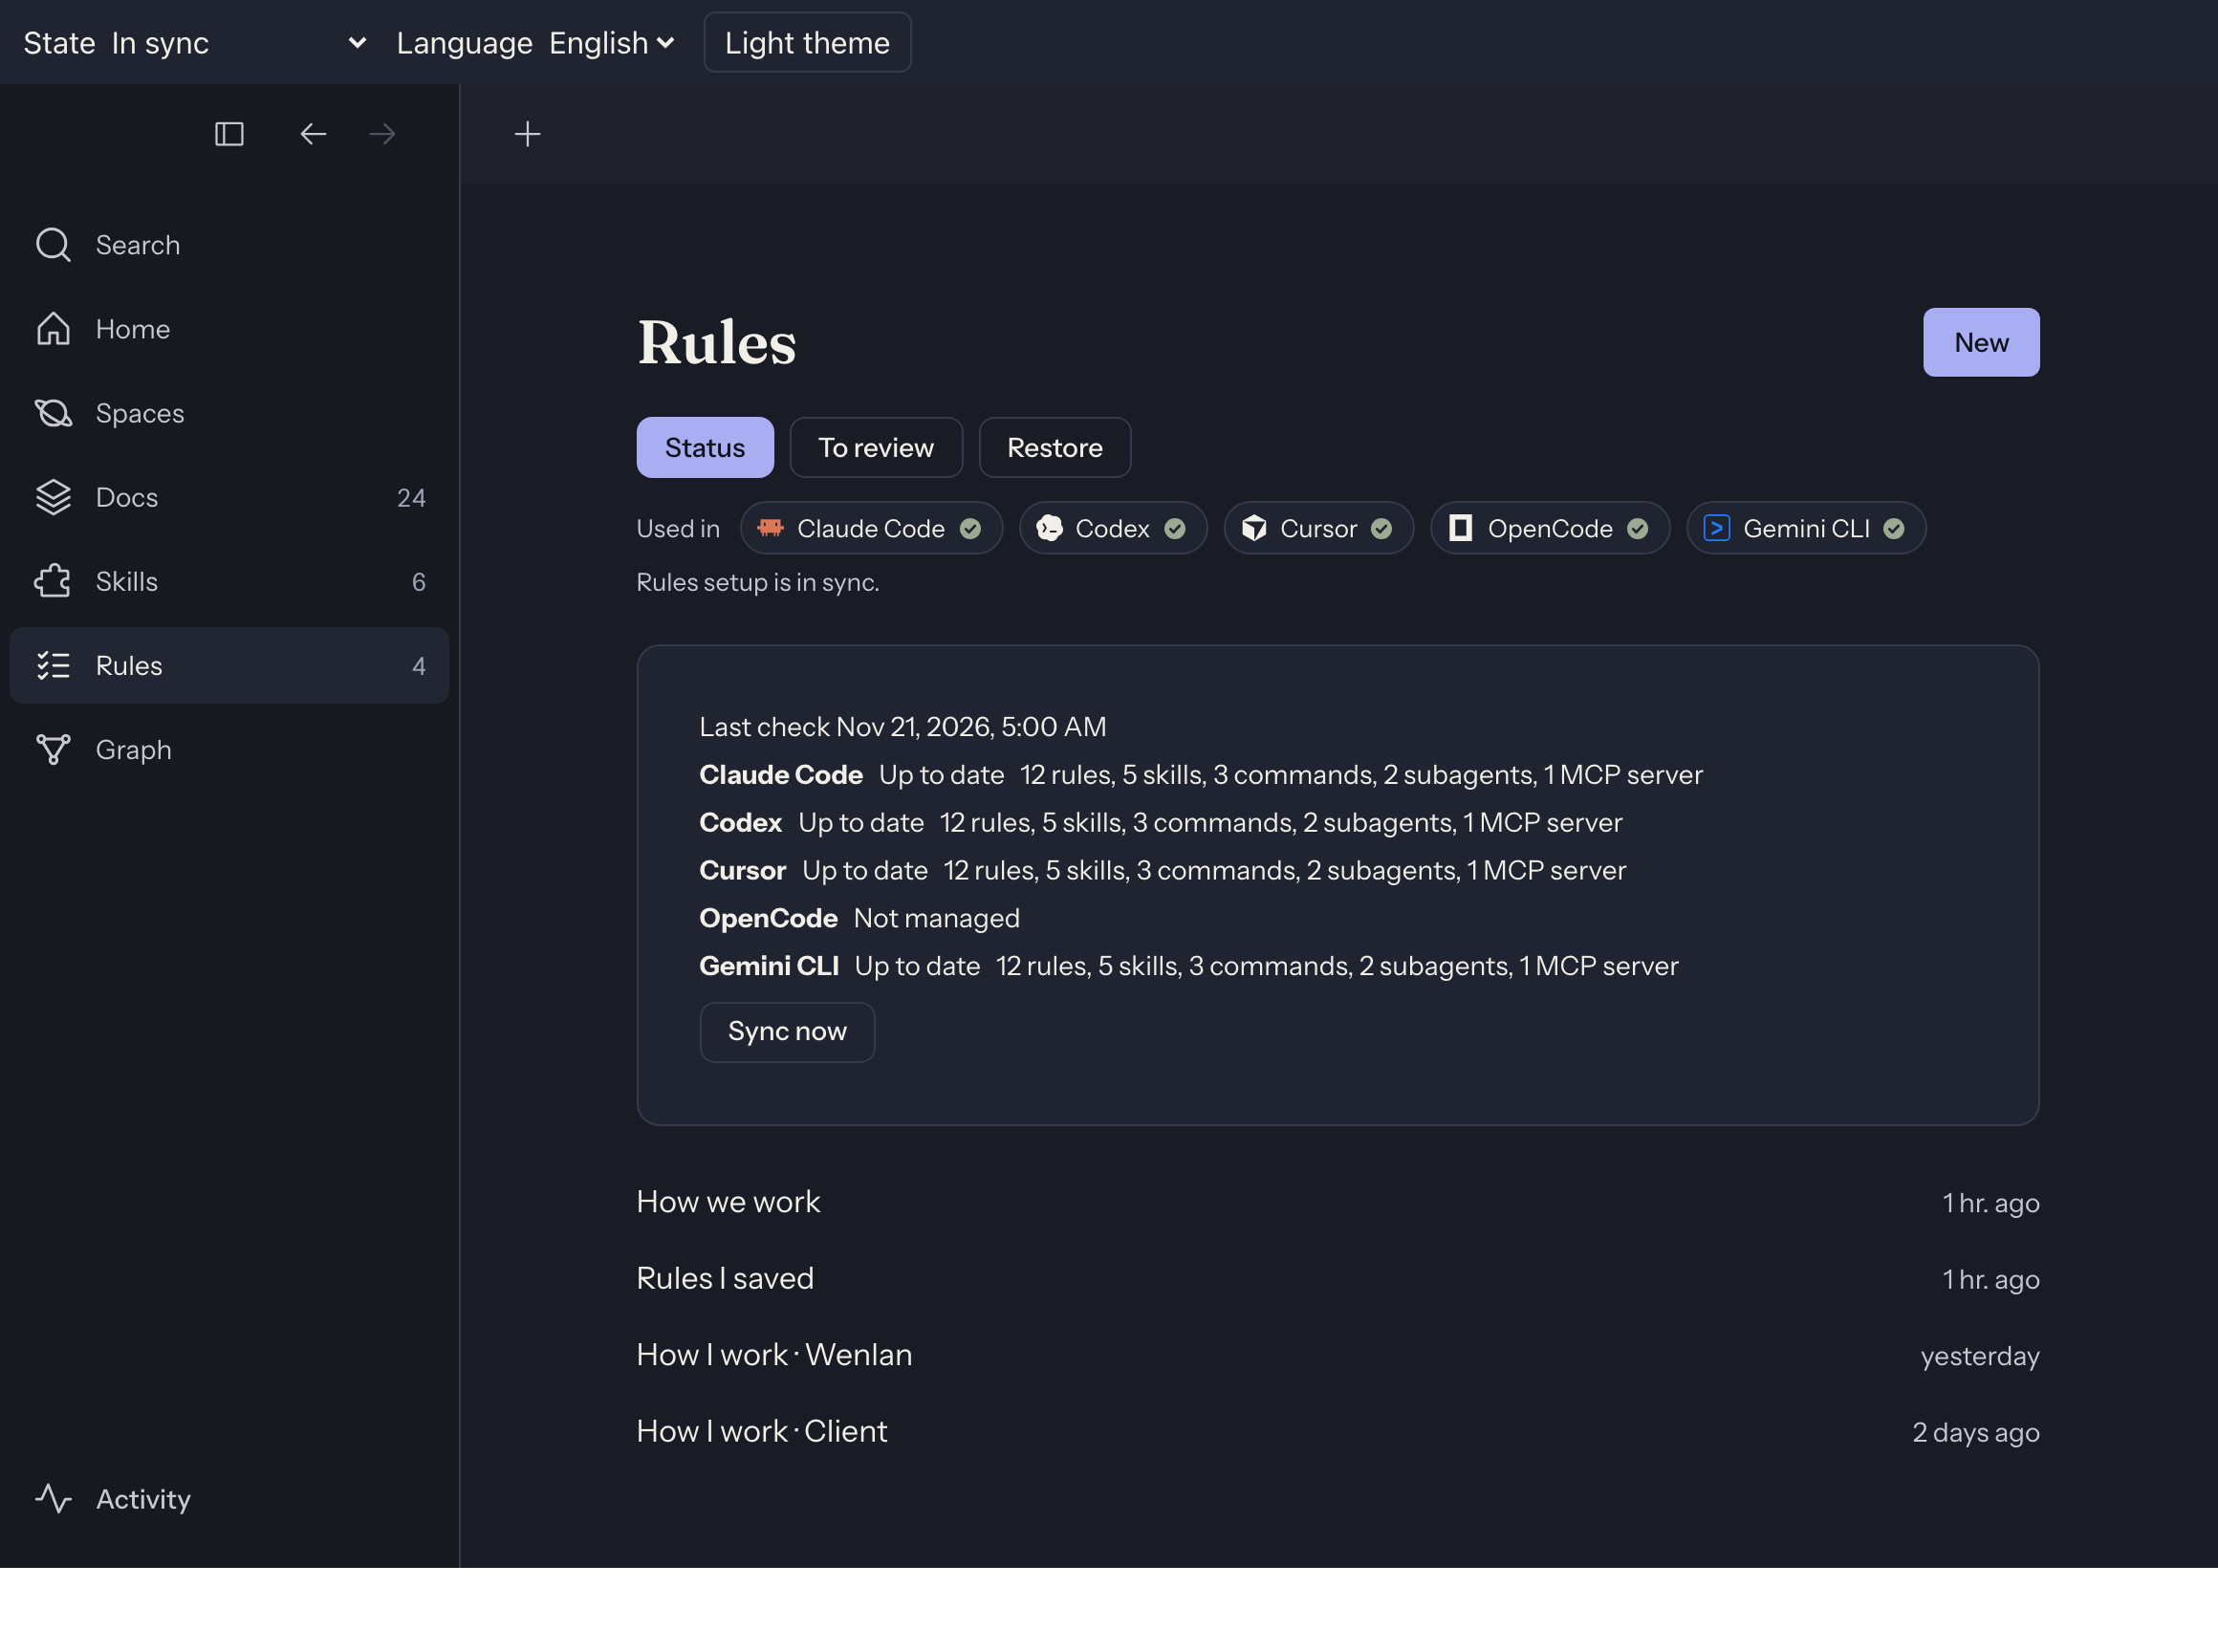 State In sync Language English Light theme
Search
Home
Spaces
Docs 24
Skills 6
Rules 4
Graph
Activity
Rules New
Status To review Restore
Used in Claude Code Codex Cursor OpenCode Gemini CLI
Rules setup is in sync.
Last check Nov 21, 2026, 5:00 AM
Claude Code Up to date 12 rules, 5 skills, 3 commands, 2 subagents, 1 MCP server
Codex Up to date 12 rules, 5 skills, 3 commands, 2 subagents, 1 MCP server
Cursor Up to date 12 rules, 5 skills, 3 commands, 2 subagents, 1 MCP server
OpenCode Not managed
Gemini CLI Up to date 12 rules, 5 skills, 3 commands, 2 subagents, 1 MCP server
Sync now
How we work 1 hr. ago
Rules I saved 1 hr. ago
How I work · Wenlan yesterday
How I work · Client 2 days ago